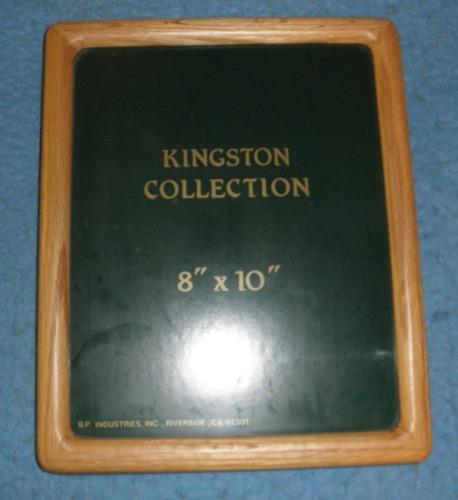 KINGSTON
COLLECTION
8" x 10"
B.P. INDUSTRIES, INC., RIVERSIDE, CA 92501